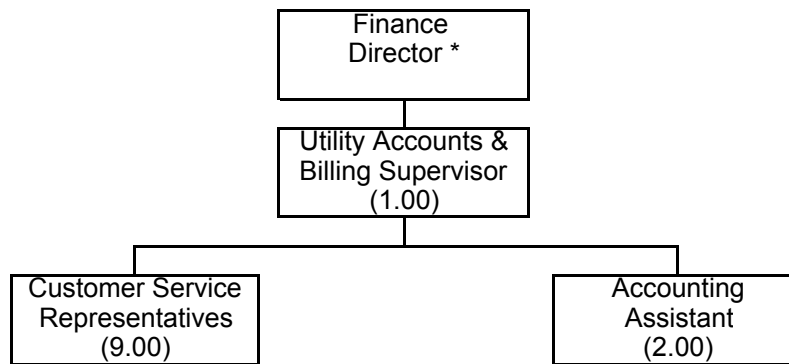 Finance
Director *
Utility Accounts &
Billing Supervisor
(1.00)
Customer Service
Representatives
(9.00)
Accounting
Assistant
(2.00)